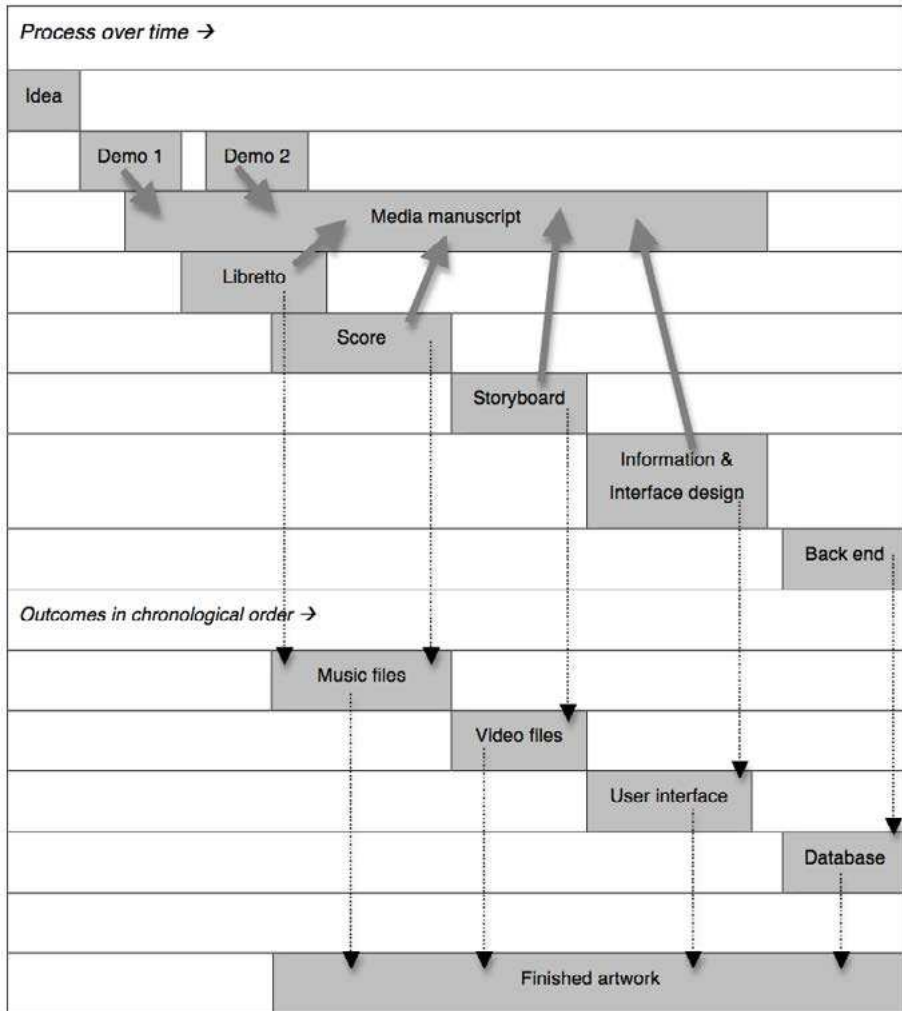 Process over time →
Idea
Demo 1
Demo 2
Media manuscript
Libretto
Score
Storyboard
Information &
Interface design
Back end
Outcomes in chronological order →
Music files
Video files
User interface
Database
Finished artwork